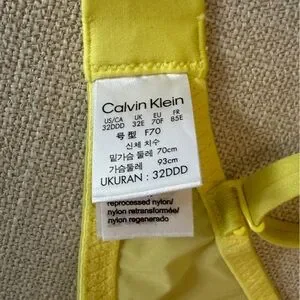 Calvin Klein
US/CA UK EU FR
32DDD 32E 70F 85E
号型 F70
신체 치수
밑가슴 둘레 70cm
가슴둘레 93cm
UKURAN : 32DDD
reprocessed nylon/
nylon retransformée/
nylon regenerado